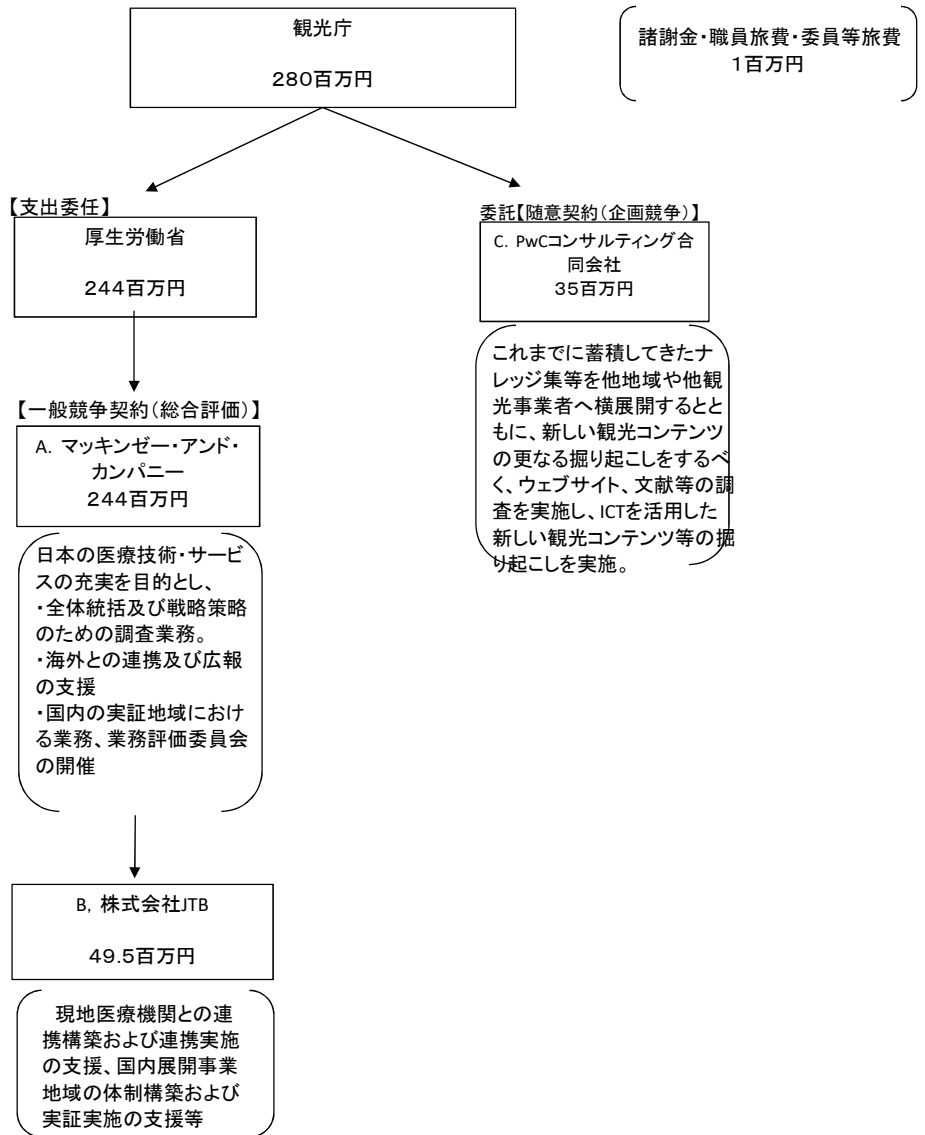 観光庁
280百万円
諸謝金・職員旅費・委員等旅費
1百万円
【支出委任】
厚生労働省
244百万円
委託【随意契約(企画競争)】
C. PwCコンサルティング合
同会社
35百万円
これまでに蓄積してきたナ
レッジ集等を他地域や他観
光事業者へ横展開するとと
もに、新しい観光コンテンツ
の更なる掘り起こしをするべ
く、ウェブサイト、文献等の調
査を実施し、ICTを活用した
新しい観光コンテンツ等の掘
り起こしを実施。
【一般競争契約(総合評価)】
A. マッキンゼー・アンド・
カンパニー
244百万円
日本の医療技術・サービ
スの充実を目的とし、
・全体統括及び戦略策略
のための調査業務。
・海外との連携及び広報
の支援
・国内の実証地域におけ
る業務、業務評価委員会
の開催
B, 株式会社JTB
49.5百万円
現地医療機関との連
携構築および連携実施
の支援、国内展開事業
地域の体制構築および
実証実施の支援等